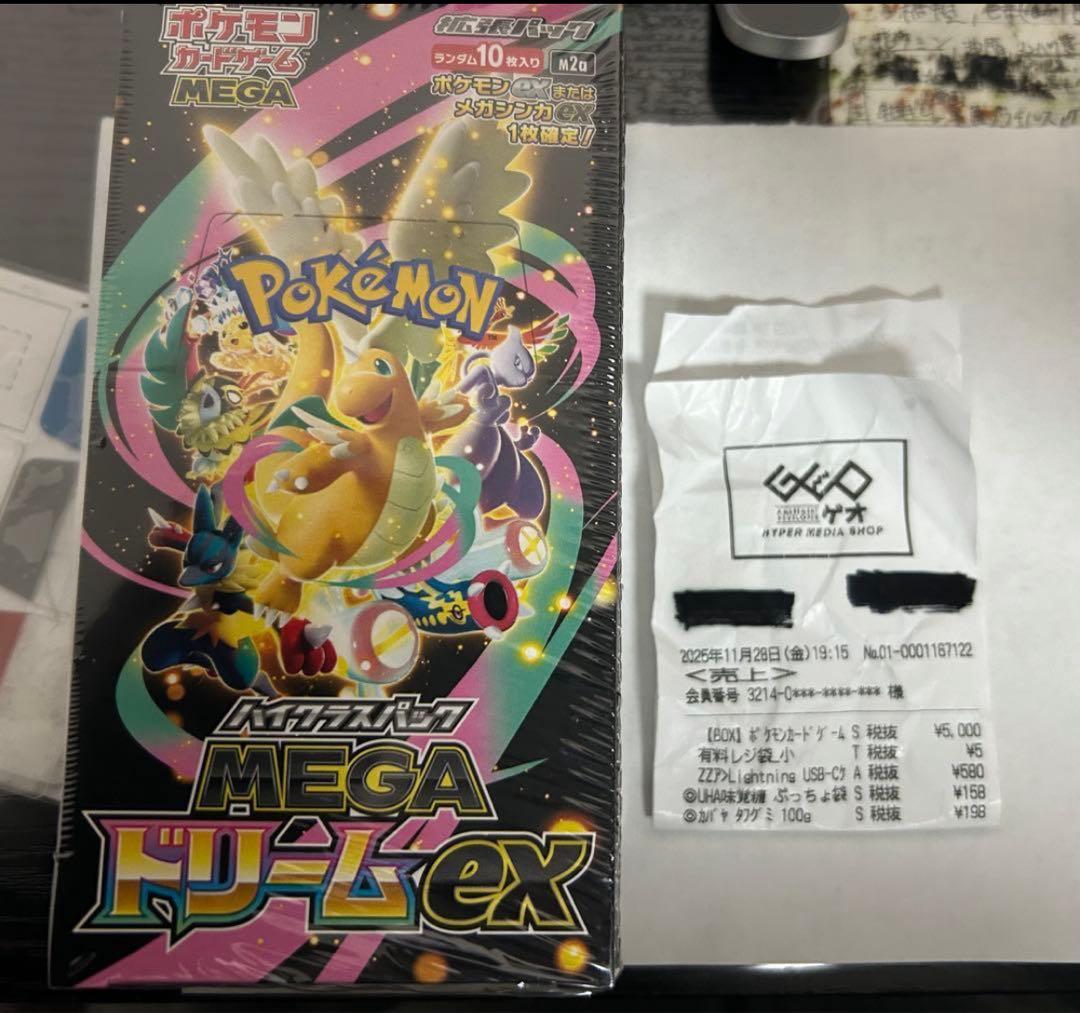 ポケモン
カードゲーム
MEGA
拡張パック
ランダム10枚入り
M2a
ポケモンexまたは
メガシンカex
1枚確定!
POKÉMON
ハイクラスパック
MEGA
ドリームex
GEO
ゲオ
HYPER MEDIA SHOP
2025年11月28日(金)19:15 No.01-0001167122
<売上>
会員番号 3214-0***-****-*** 様
【BOX】ポケモンカードゲーム S 税抜 ¥5,000
有料レジ袋_小 T 税抜 ¥5
ZZアンLightning USB-Cケ A 税抜 ¥580
◎UHA味覚糖 ぷっちょ袋 S 税抜 ¥158
◎カバヤ タフグミ 100g S 税抜 ¥198